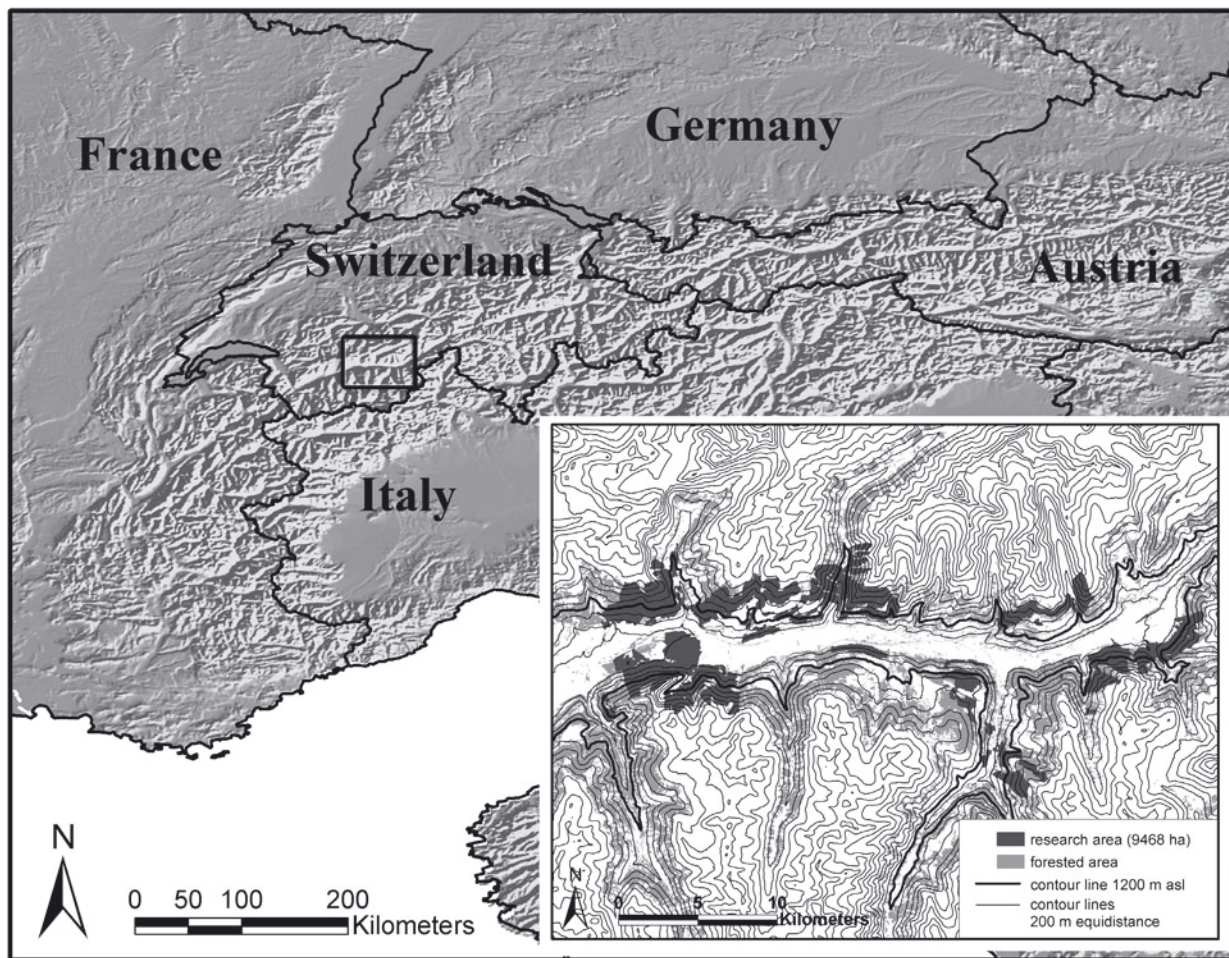 Germany
France
Switzerland
Austria
Italy
N
0 50 100 200
Kilometers
research area (9468 ha)
forested area
contour line 1200 m asl
contour lines
200 m equidistance
N
0 5 10
Kilometers